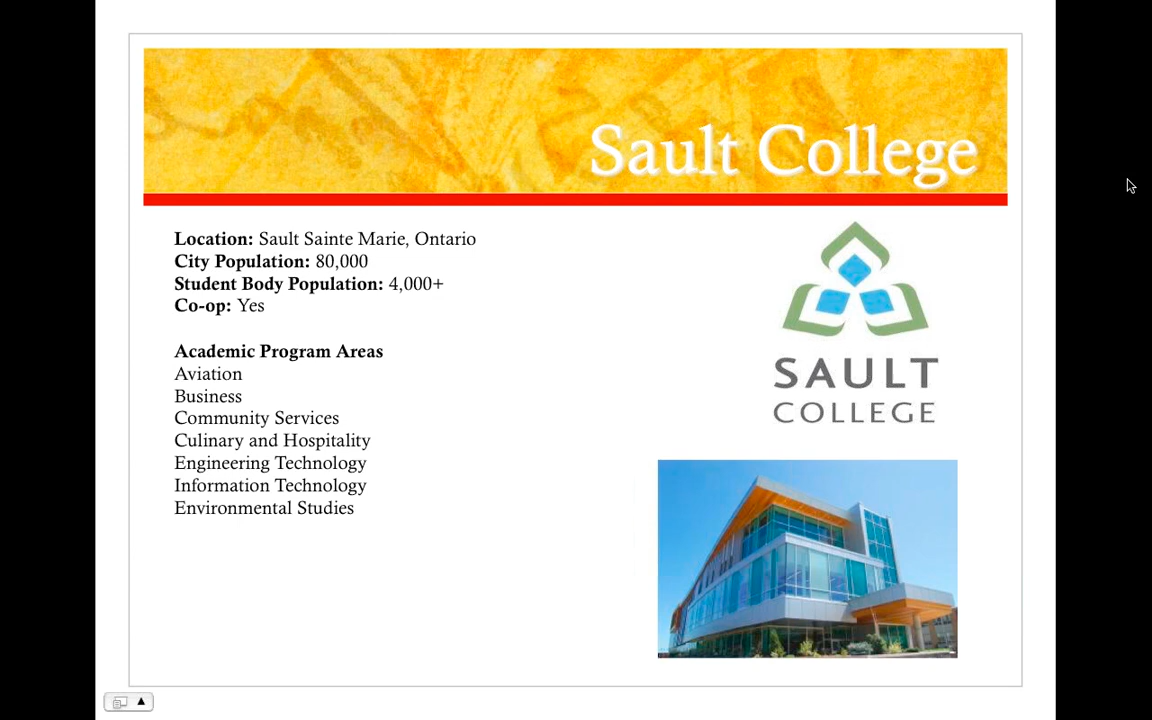 Sault College
Location: Sault Sainte Marie, Ontario
City Population: 80,000
Student Body Population: 4,000+
Co-op: Yes
Academic Program Areas
Aviation
Business
Community Services
Culinary and Hospitality
Engineering Technology
Information Technology
Environmental Studies
SAULT
COLLEGE